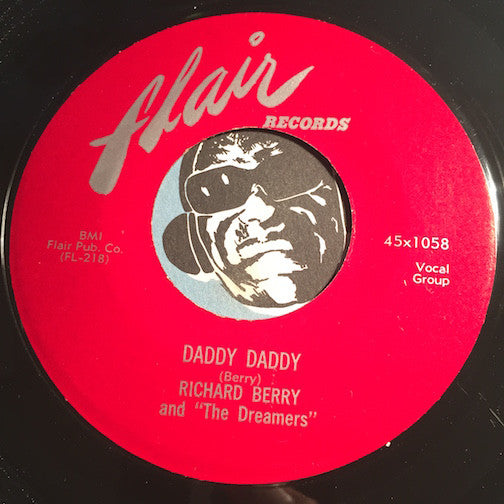 flair
RECORDS
BMI
Flair Pub. Co.
(FL-218)
45x1058
Vocal
Group
DADDY DADDY
(Berry)
RICHARD BERRY
and "The Dreamers"